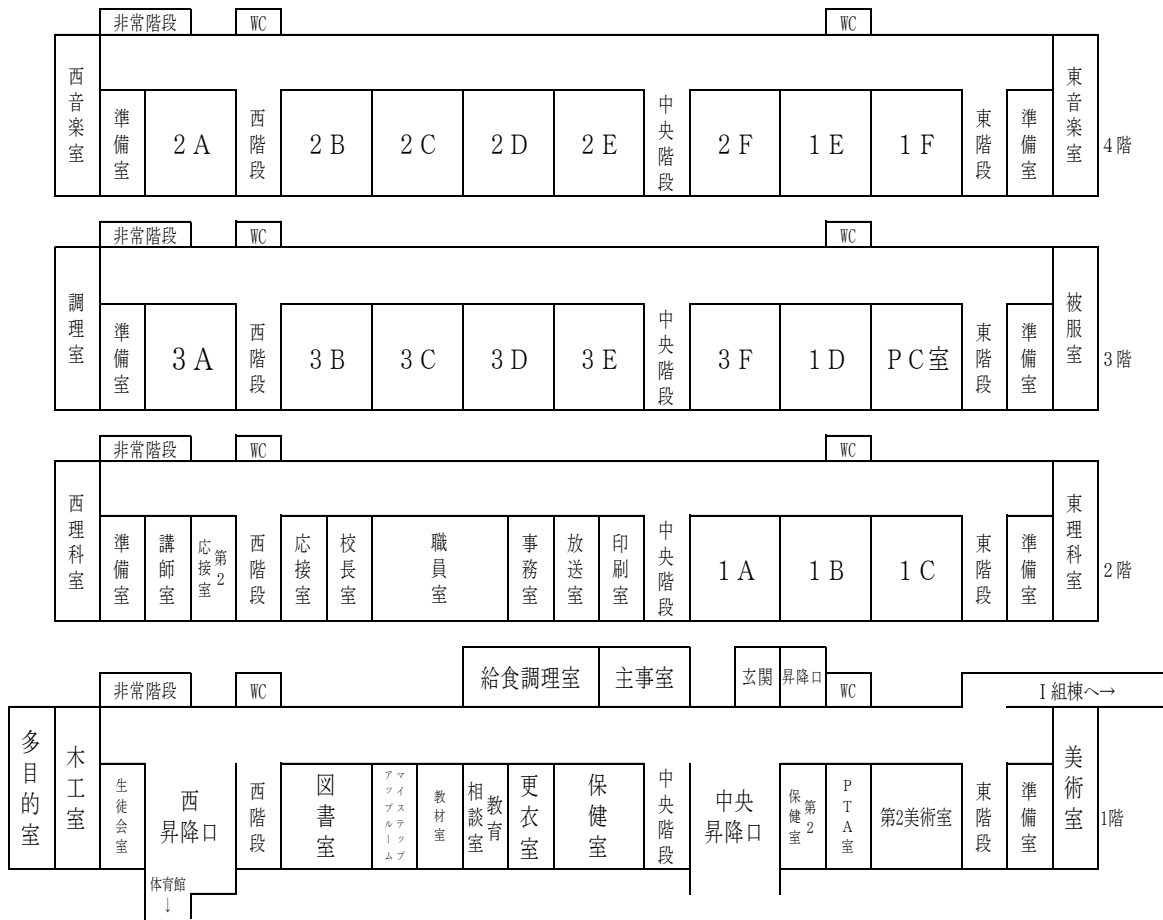 非常階段
WC
WC
西音楽室
準備室
2A
西階段
2B
2C
2D
2E
中央階段
2F
1E
1F
東階段
準備室
東音楽室
4階
非常階段
WC
WC
調理室
準備室
3A
西階段
3B
3C
3D
3E
中央階段
3F
1D
PC室
東階段
準備室
被服室
3階
非常階段
WC
WC
西理科室
準備室
講師室
第2
応接室
西階段
応接室
校長室
職員室
事務室
放送室
印刷室
中央階段
1A
1B
1C
東階段
準備室
東理科室
2階
給食調理室
主事室
玄関
昇降口
非常階段
WC
WC
I組棟へ→
多目的室
木工室
生徒会室
西
昇降口
西階段
図書室
マイステップ
アップルーム
教材室
教育
相談室
更衣室
保健室
中央階段
中央
昇降口
第2
保健室
PTA室
第2美術室
東階段
準備室
美術室
1階
体育館
↓